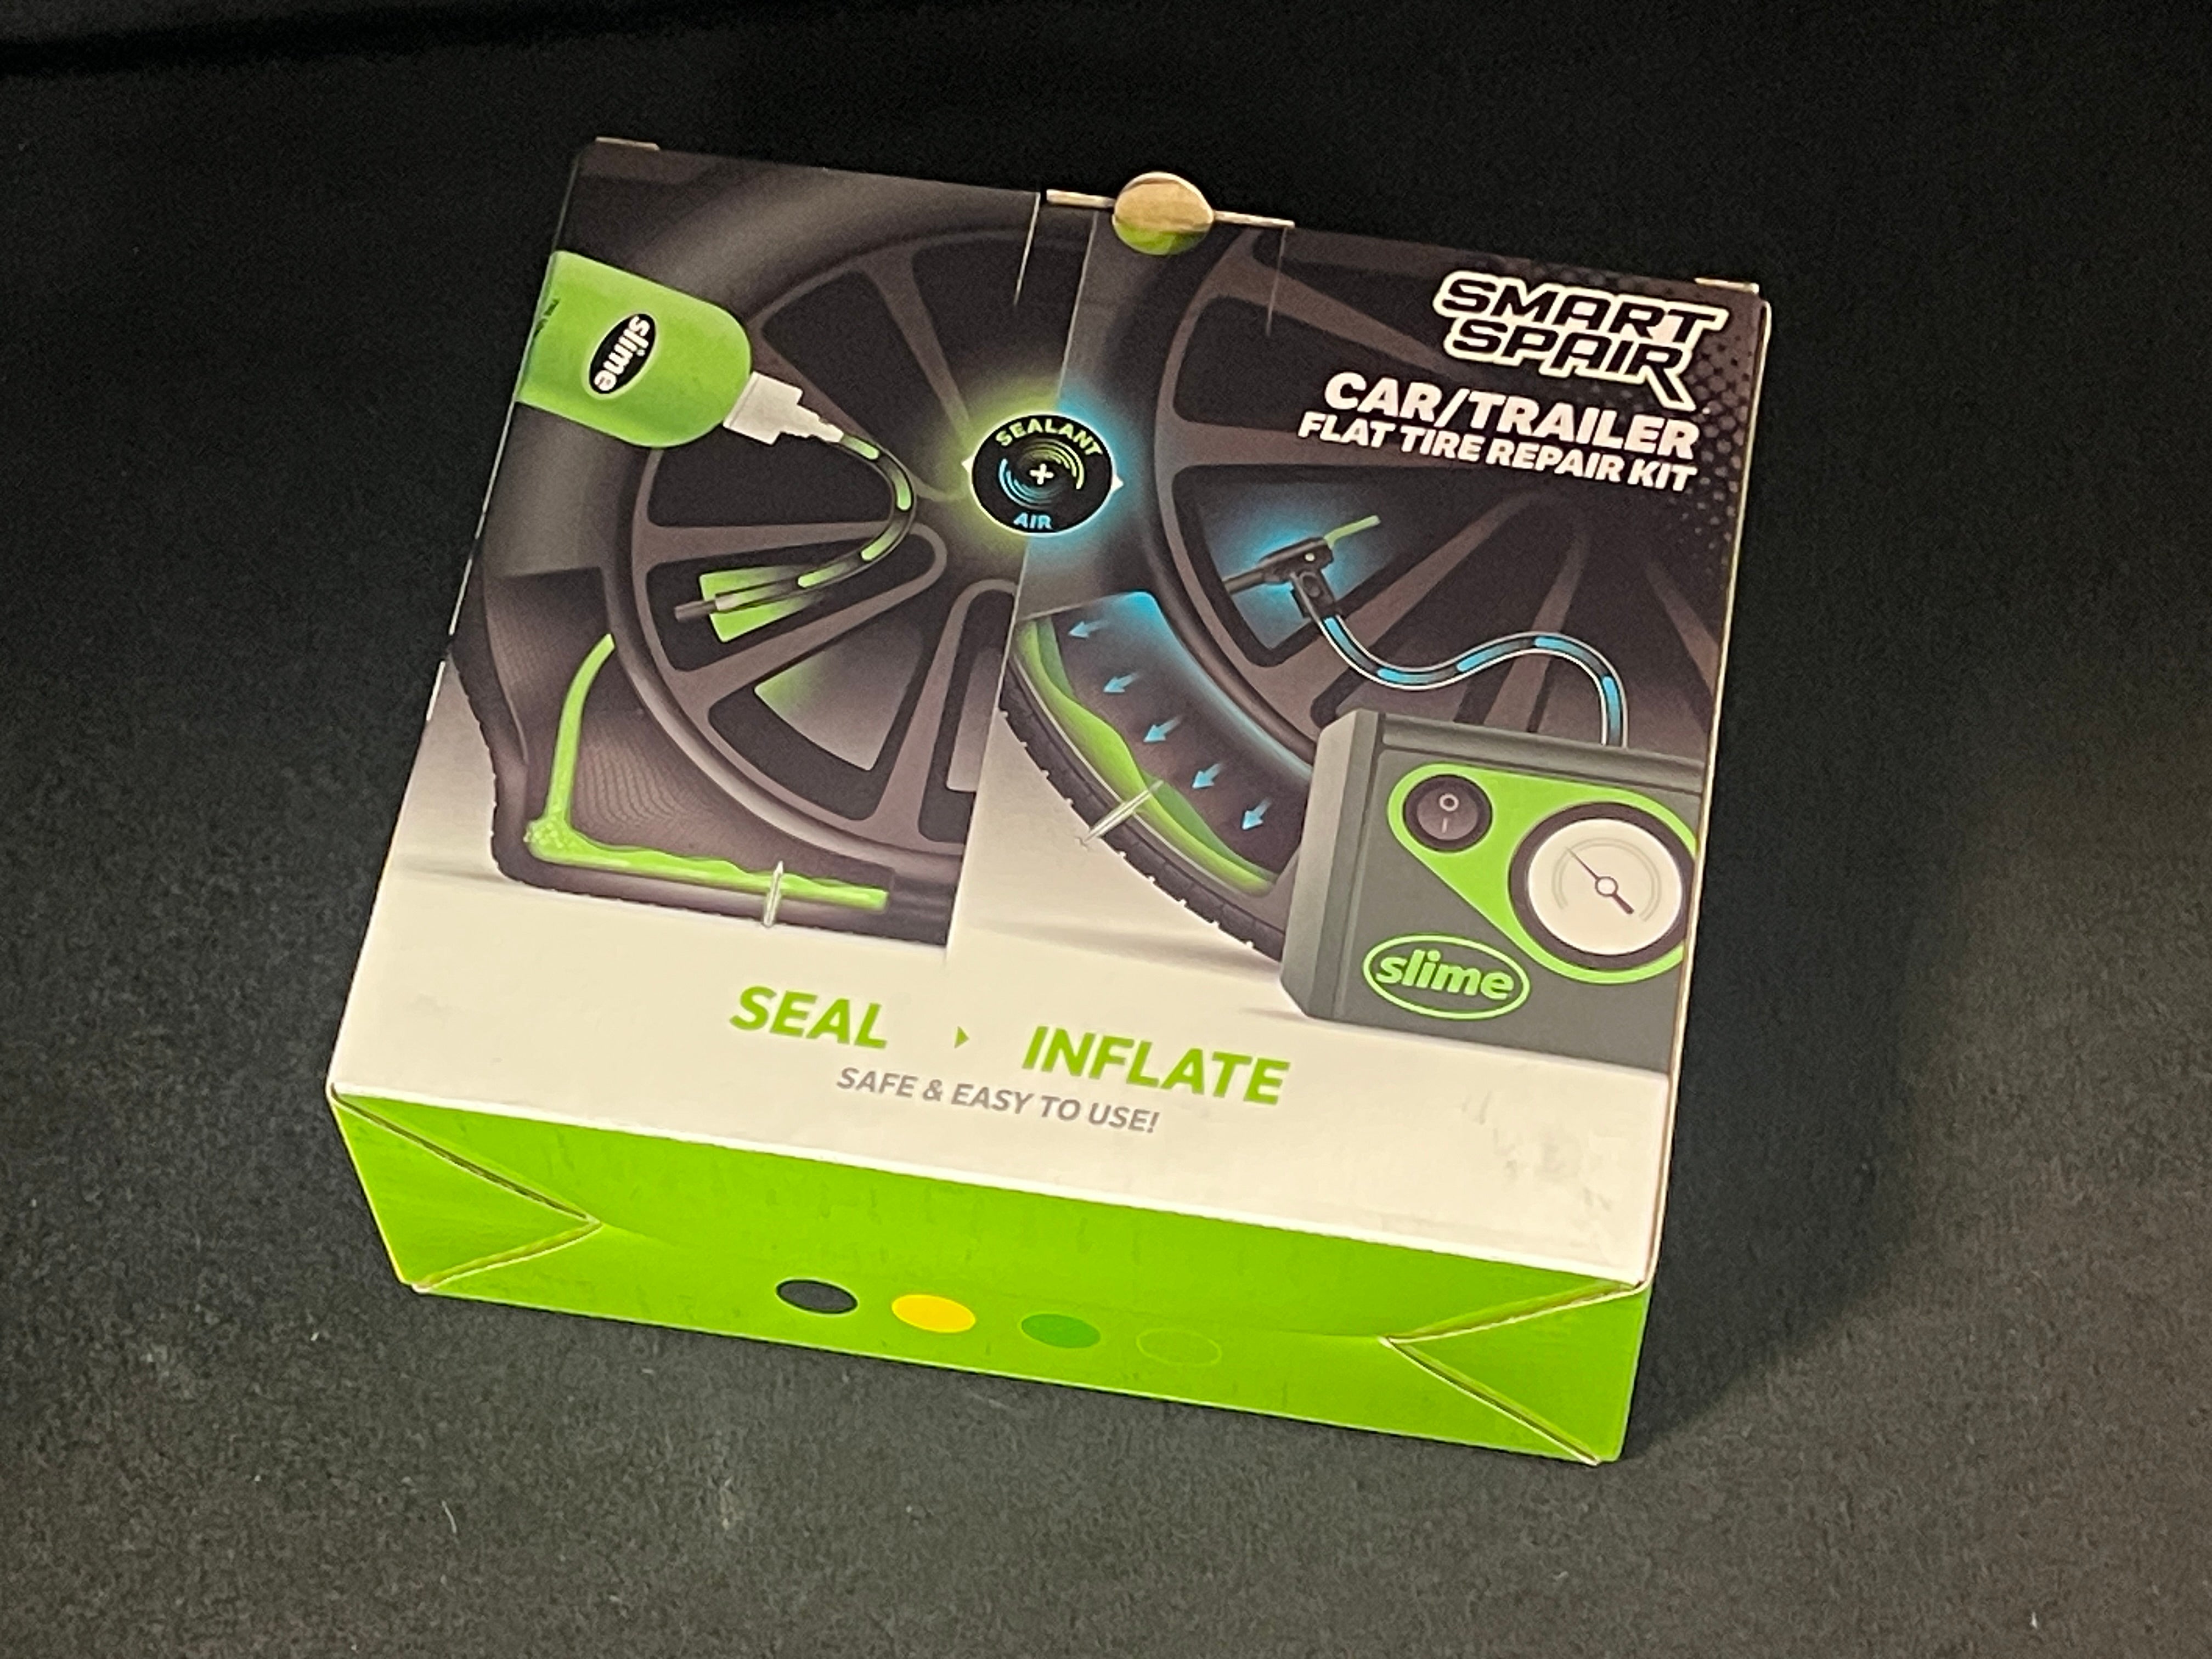 slime
SEALANT
+
AIR
SMART
SPAIR
CAR/TRAILER
FLAT TIRE REPAIR KIT
O
I
slime
SEAL
INFLATE
SAFE & EASY TO USE!